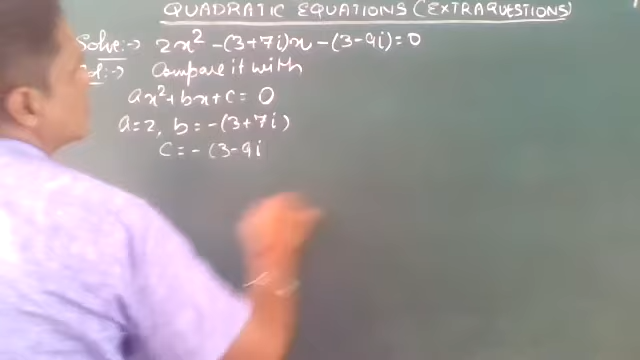 QUADRATIC EQUATIONS (EXTRA QUESTIONS)
Solve:-> 2x² - (3+7i)x - (3-9i) = 0
Sol:-> Compare it with
ax² + bx + c = 0
a = 2, b = -(3+7i)
c = - (3-9i